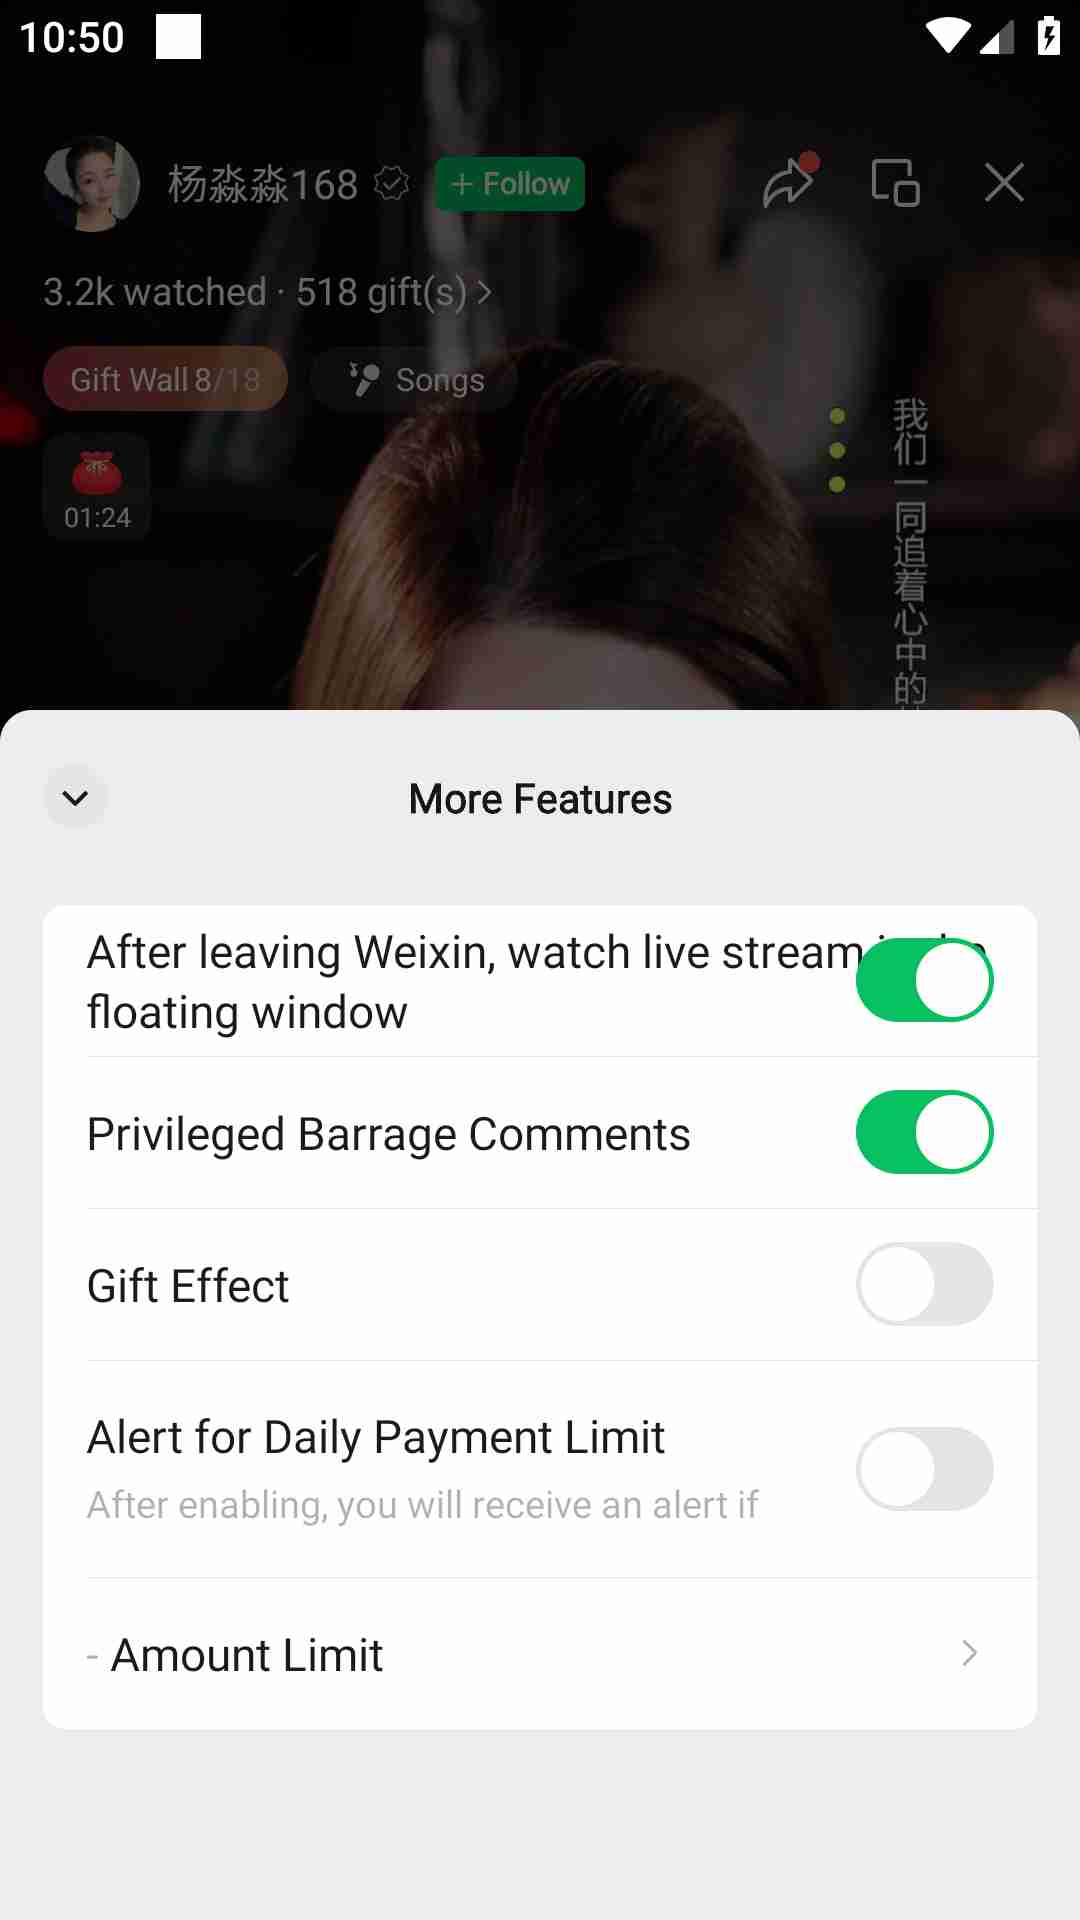 10:50
杨淼淼168
+ Follow
3.2k watched · 518 gift(s)
Gift Wall 8/18
Songs
01:24
我们一同追着心中的
More Features
After leaving Weixin, watch live stream
floating window
Privileged Barrage Comments
Gift Effect
Alert for Daily Payment Limit
After enabling, you will receive an alert if
- Amount Limit